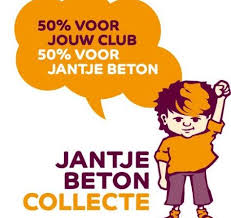 50% VOOR
JOUW CLUB
50% VOOR
JANTJE BETON
JANTJE
BETON
COLLECTE